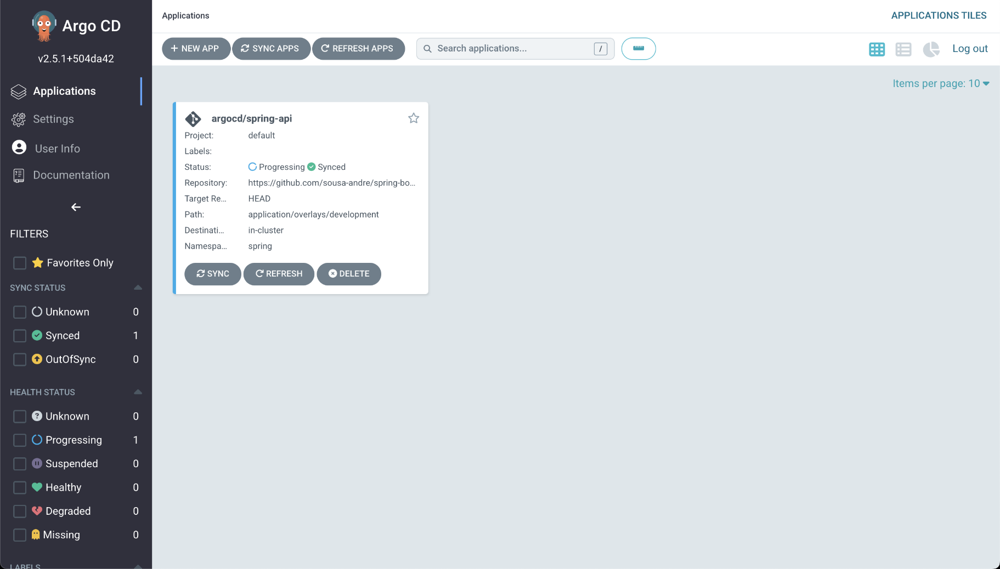 Argo CD
v2.5.1+504da42
Applications
Settings
User Info
Documentation
FILTERS
Favorites Only
SYNC STATUS
Unknown 0
Synced 1
OutOfSync 0
HEALTH STATUS
Unknown 0
Progressing 1
Suspended 0
Healthy 0
Degraded 0
Missing 0
LABELS
Applications
APPLICATIONS TILES
+ NEW APP SYNC APPS REFRESH APPS Search applications... / Log out
Items per page: 10
argocd/spring-api
Project: default
Labels:
Status: Progressing Synced
Repository: https://github.com/sousa-andre/spring-bo...
Target Re... HEAD
Path: application/overlays/development
Destinati... in-cluster
Namespa... spring
SYNC REFRESH DELETE